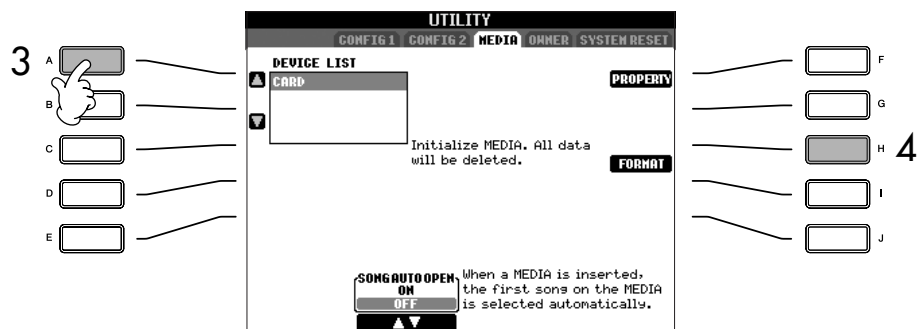 UTILITY
CONFIG 1 CONFIG 2 MEDIA OWNER SYSTEM RESET
3
A
B
C
D
E
DEVICE LIST
CARD
PROPERTY
Initialize MEDIA. All data
will be deleted.
FORMAT
SONG AUTO OPEN
ON
OFF
When a MEDIA is inserted,
the first song on the MEDIA
is selected automatically.
F
G
H
4
I
J